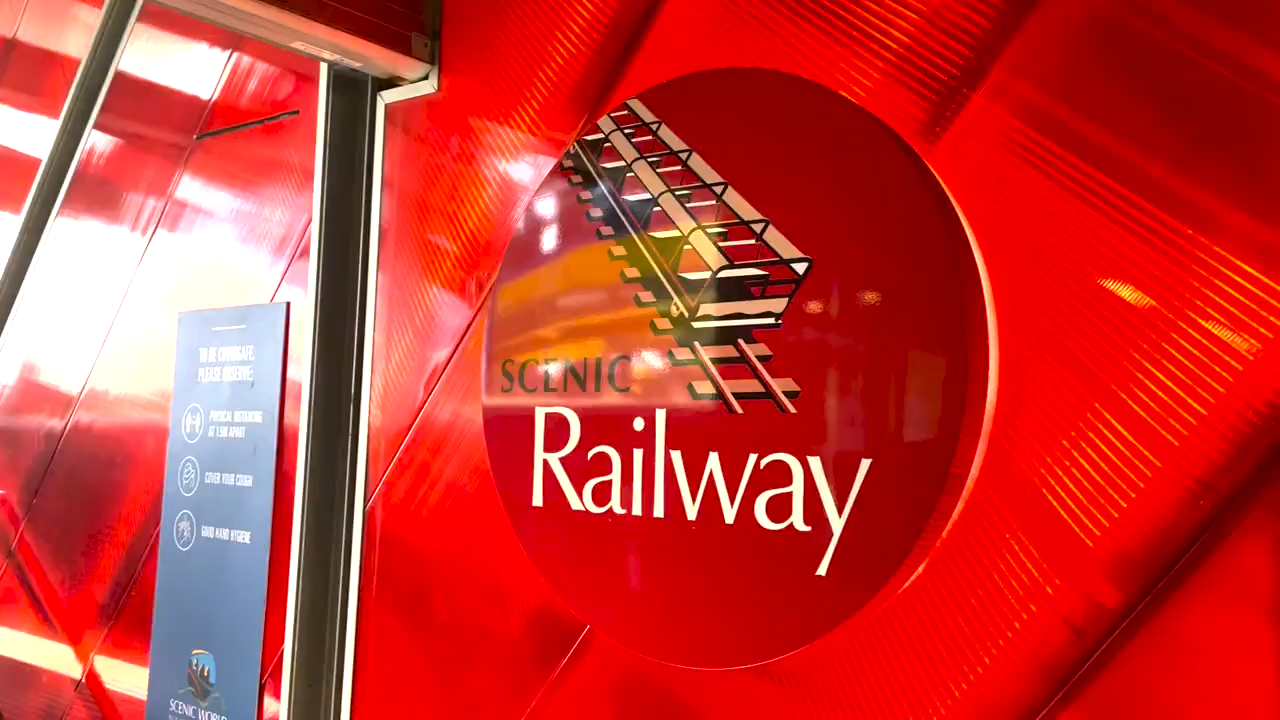 TO BE COVIDSAFE,
PLEASE OBSERVE:
PHYSICAL DISTANCING
AT 1.5M APART
COVER YOUR COUGH
GOOD HAND HYGIENE
SCENIC WORLD
SCENIC
Railway